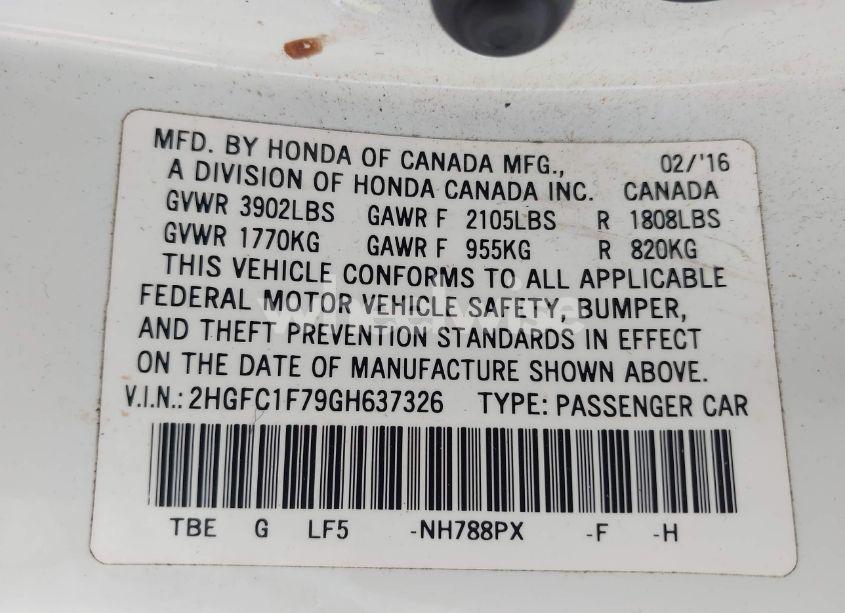 MFD. BY HONDA OF CANADA MFG., 02/'16
A DIVISION OF HONDA CANADA INC. CANADA
GVWR 3902LBS GAWR F 2105LBS R 1808LBS
GVWR 1770KG GAWR F 955KG R 820KG
THIS VEHICLE CONFORMS TO ALL APPLICABLE
FEDERAL MOTOR VEHICLE SAFETY, BUMPER,
AND THEFT PREVENTION STANDARDS IN EFFECT
ON THE DATE OF MANUFACTURE SHOWN ABOVE.
V.I.N.: 2HGFC1F79GH637326 TYPE: PASSENGER CAR
TBE G LF5 -NH788PX -F -H